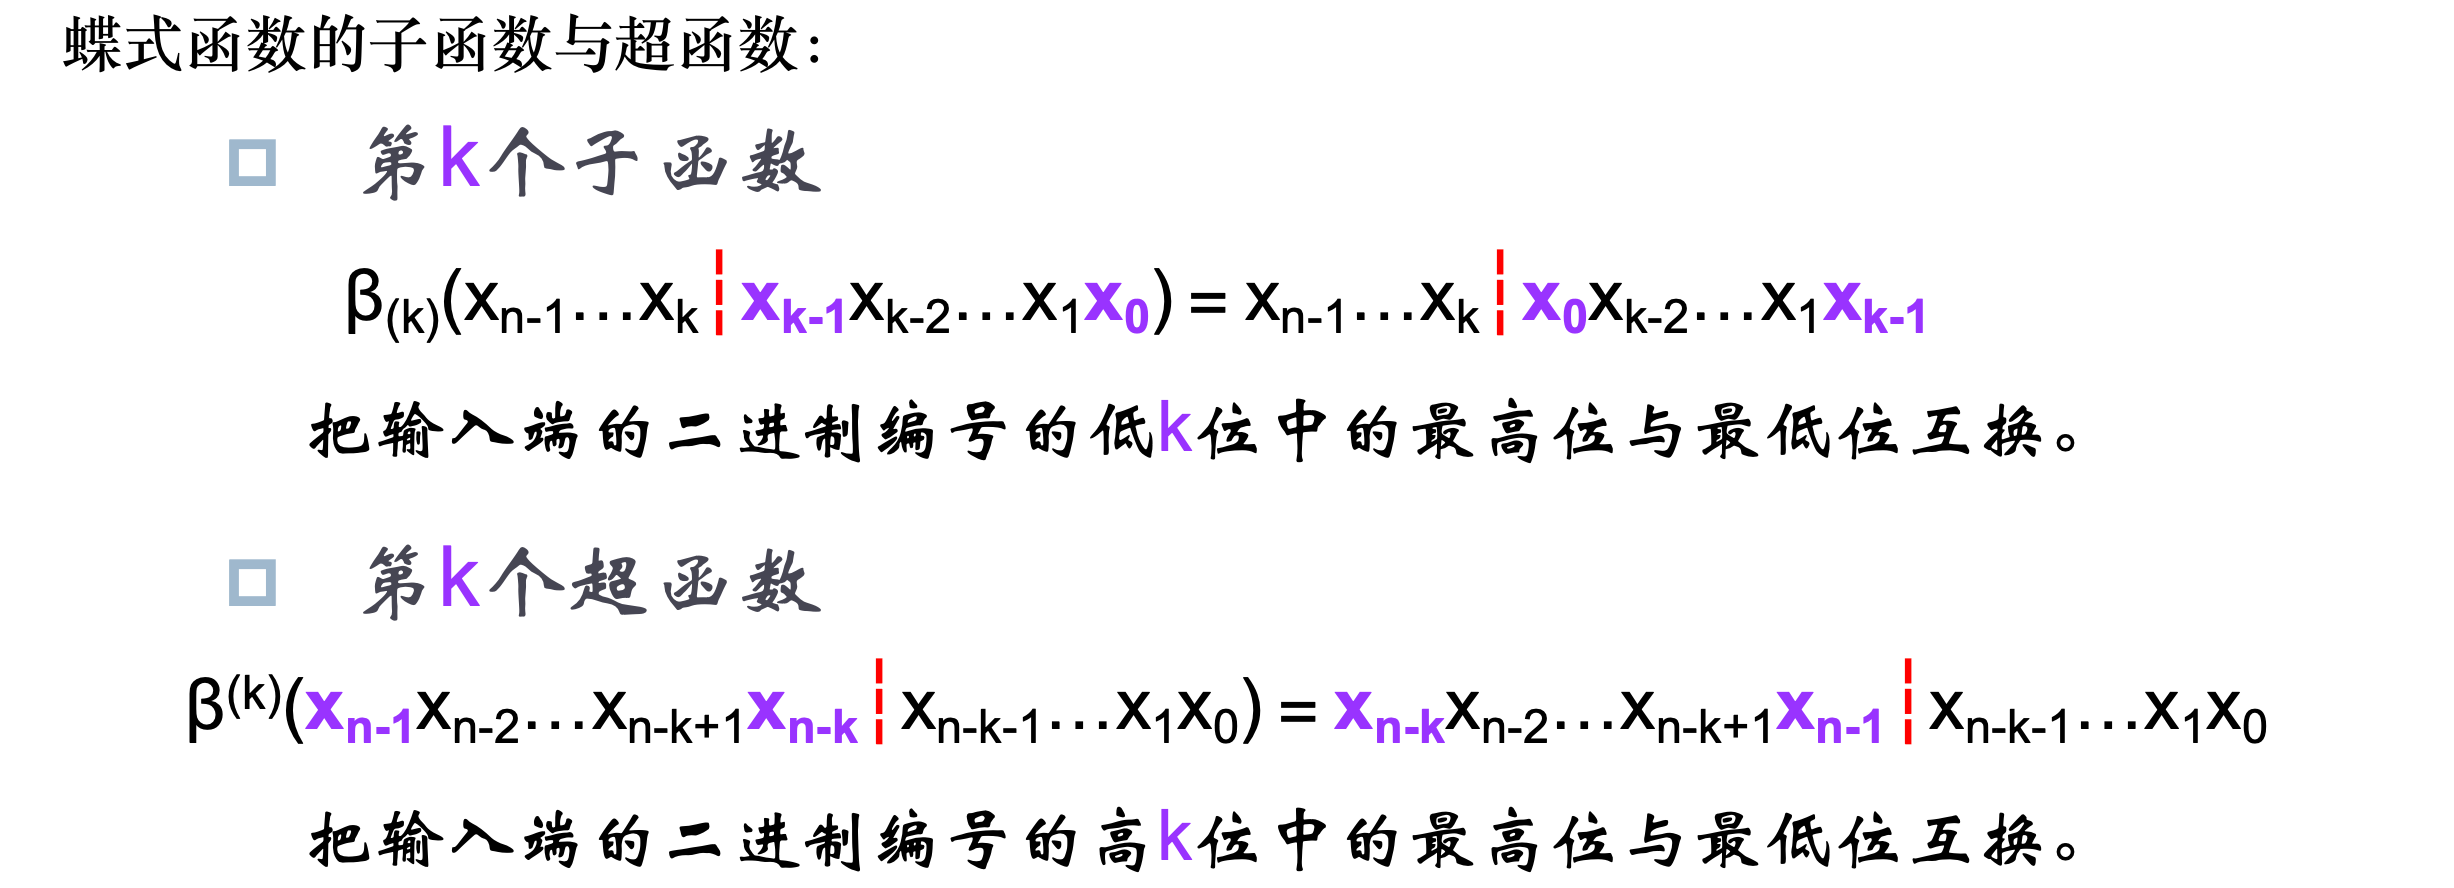 蝶式函数的子函数与超函数：
第k个子函数
β(k)(xn-1…xk┆xk-1xk-2…x1x0) = xn-1…xk┆x0xk-2…x1xk-1
把输入端的二进制编号的低k位中的最高位与最低位互换。
第k个超函数
β(k)(xn-1xn-2…xn-k+1xn-k┆xn-k-1…x1x0) = xn-kxn-2…xn-k+1xn-1┆xn-k-1…x1x0
把输入端的二进制编号的高k位中的最高位与最低位互换。